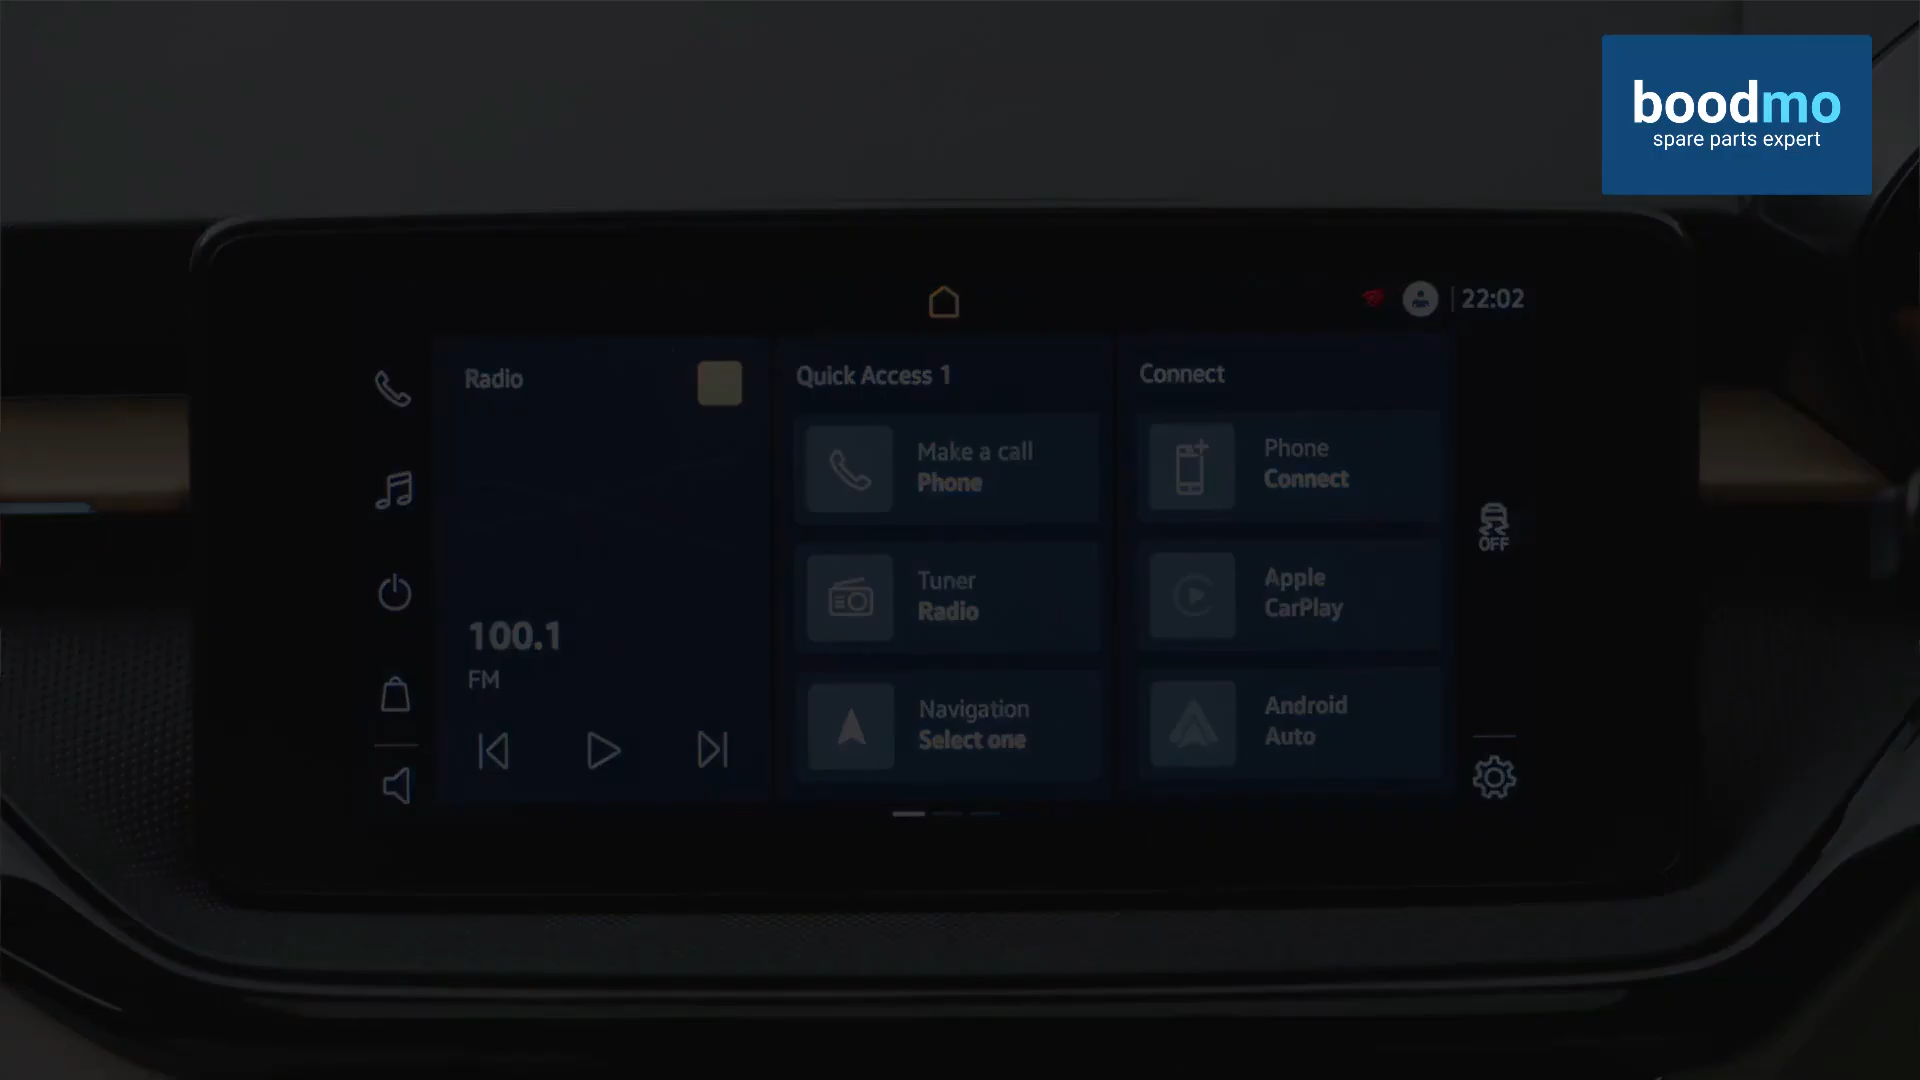 boodmo
spare parts expert
22:02
Radio
100.1
FM
Quick Access 1
Make a call
Phone
Tuner
Radio
Navigation
Select one
Connect
Phone
Connect
Apple
CarPlay
Android
Auto
OFF